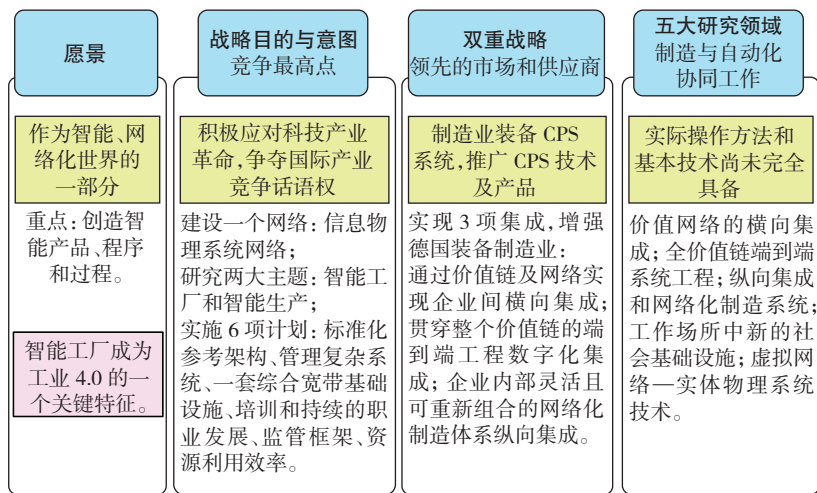 愿景
作为智能、网
络化世界的
一部分
重点:创造智
能产品、程序
和过程。
智能工厂成为
工业 4.0 的一
个关键特征。
战略目的与意图
竞争最高点
积极应对科技产业
革命,争夺国际产业
竞争话语权
建设一个网络:信息物
理系统网络;
研究两大主题:智能工
厂和智能生产;
实施 6 项计划:标准化
参考架构、管理复杂系
统、一套综合宽带基础
设施、培训和持续的职
业发展、监管框架、资
源利用效率。
双重战略
领先的市场和供应商
制造业装备 CPS
系统,推广 CPS 技术
及产品
实现 3 项集成,增强
德国装备制造业:
通过价值链及网络实
现企业间横向集成;
贯穿整个价值链的端
到端工程数字化集
成;企业内部灵活且
可重新组合的网络化
制造体系纵向集成。
五大研究领域
制造与自动化
协同工作
实际操作方法和
基本技术尚未完全
具备
价值网络的横向集
成;全价值链端到端
系统工程;纵向集成
和网络化制造系统;
工作场所中新的社
会基础设施;虚拟网
络—实体物理系统
技术。